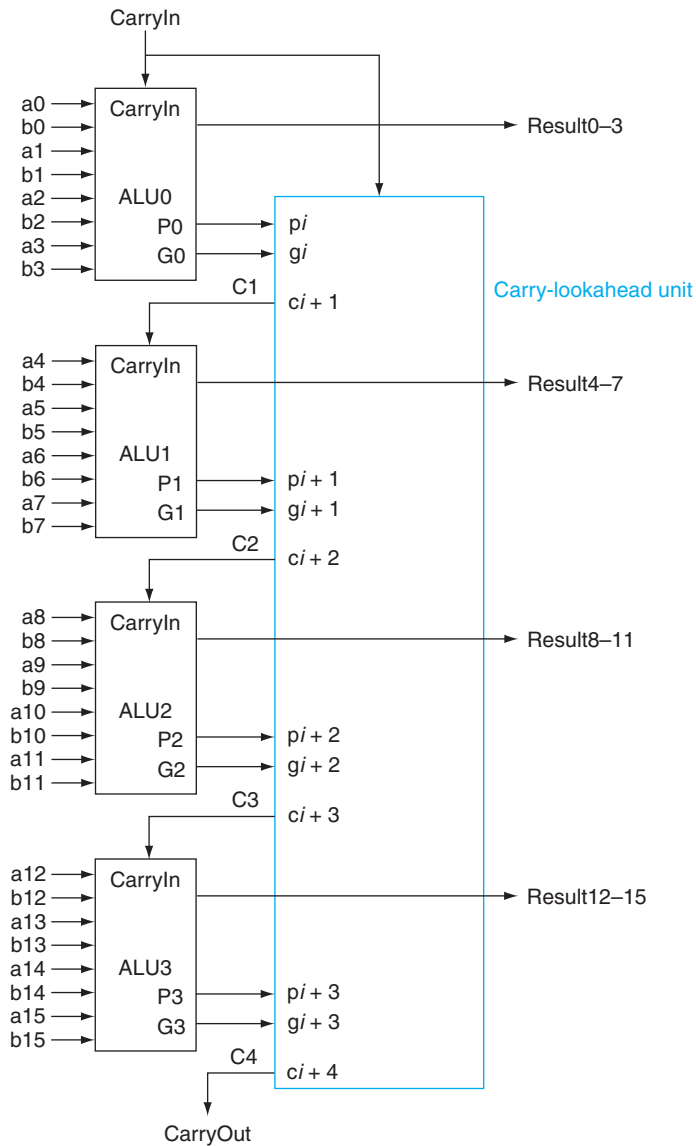 CarryIn
a0
CarryIn
b0
Result0–3
a1
b1
a2
ALU0
b2
P0
pi
a3
G0
gi
b3
C1
ci + 1
Carry-lookahead unit
a4
CarryIn
b4
Result4–7
a5
b5
a6
ALU1
b6
P1
pi + 1
a7
G1
gi + 1
b7
C2
ci + 2
a8
CarryIn
b8
Result8–11
a9
b9
a10
ALU2
b10
P2
pi + 2
a11
G2
gi + 2
b11
C3
ci + 3
a12
CarryIn
b12
Result12–15
a13
b13
a14
ALU3
b14
P3
pi + 3
a15
G3
gi + 3
b15
C4
ci + 4
CarryOut